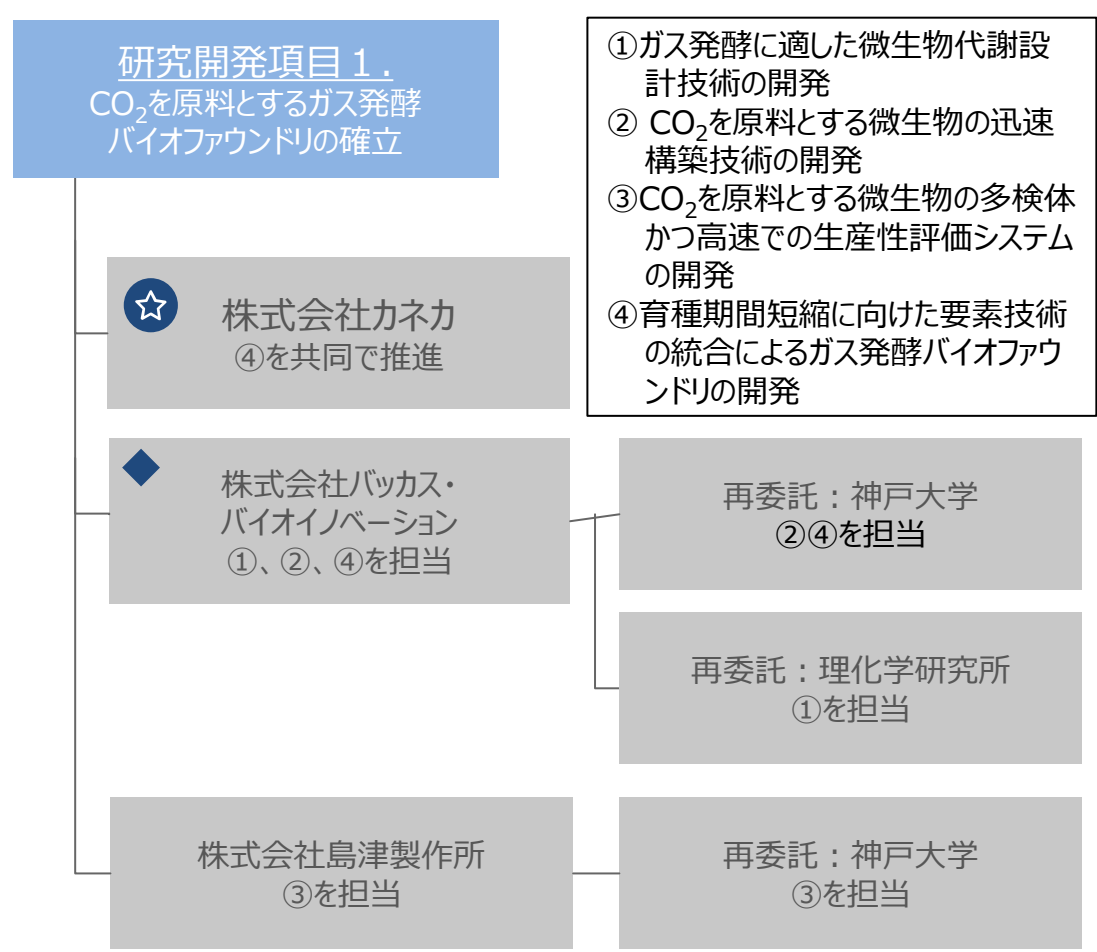 研究開発項目１.
CO₂を原料とするガス発酵
バイオファウンドリの確立
①ガス発酵に適した微生物代謝設
計技術の開発
② CO₂を原料とする微生物の迅速
構築技術の開発
③CO₂を原料とする微生物の多検体
かつ高速での生産性評価システム
の開発
④育種期間短縮に向けた要素技術
の統合によるガス発酵バイオファウ
ンドリの開発
株式会社カネカ
④を共同で推進
株式会社バッカス・
バイオイノベーション
①、②、④を担当
再委託：神戸大学
②④を担当
再委託：理化学研究所
①を担当
株式会社島津製作所
③を担当
再委託：神戸大学
③を担当